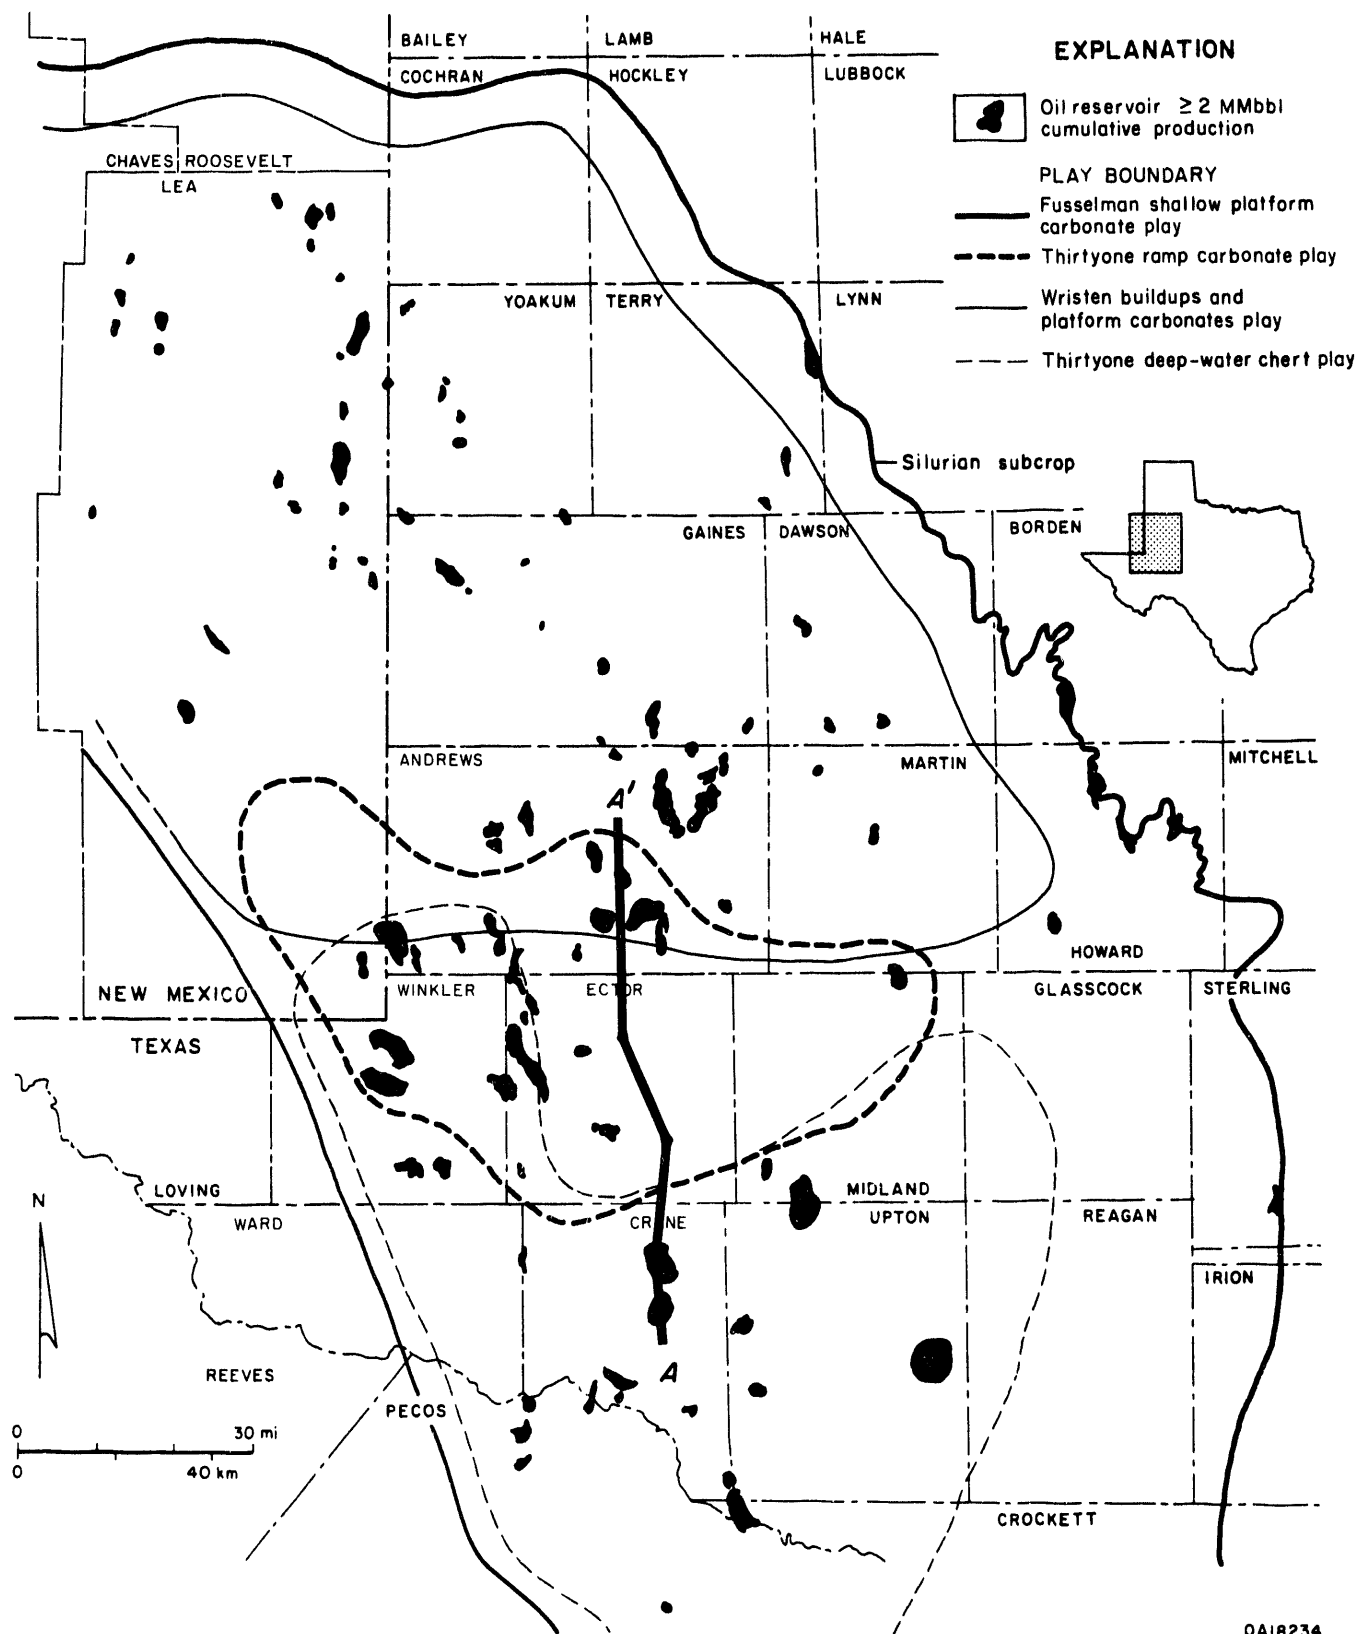 BAILEY
LAMB
HALE
COCHRAN
HOCKLEY
LUBBOCK
EXPLANATION
Oil reservoir ≥ 2 MMbbl
cumulative production
PLAY BOUNDARY
Fusselman shallow platform
carbonate play
Thirtyone ramp carbonate play
Wristen buildups and
platform carbonates play
Thirtyone deep-water chert play
CHAVES
ROOSEVELT
LEA
YOAKUM
TERRY
LYNN
Silurian subcrop
GAINES
DAWSON
BORDEN
ANDREWS
MARTIN
MITCHELL
A'
HOWARD
NEW MEXICO
WINKLER
ECTOR
GLASSCOCK
STERLING
TEXAS
LOVING
MIDLAND
N
WARD
CRANE
UPTON
REAGAN
IRION
REEVES
A
PECOS
0
30 mi
0
40 km
CROCKETT
QA18234